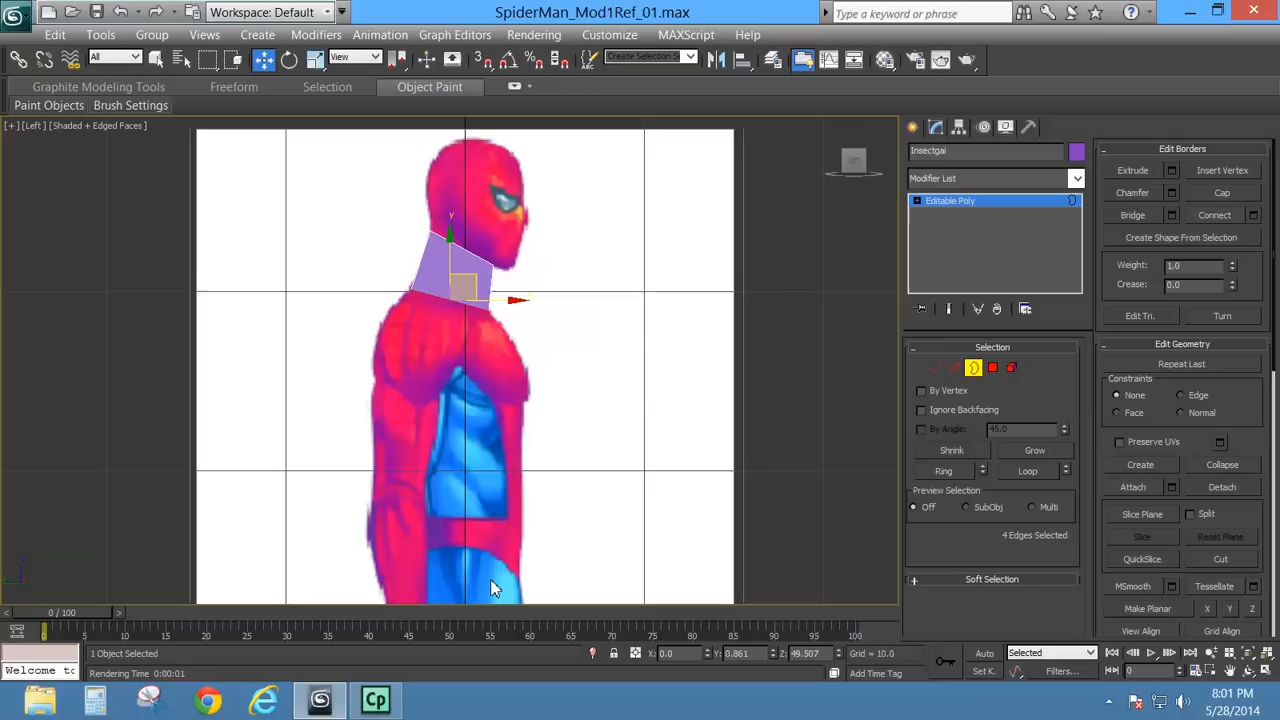 Workspace: Default
SpiderMan_Mod1Ref_01.max
Type a keyword or phrase
Edit Tools Group Views Create Modifiers Animation Graph Editors Rendering Customize MAXScript Help
All View Create Selection Se
Graphite Modeling Tools Freeform Selection Object Paint
Paint Objects Brush Settings
[+] [Left] [Shaded + Edged Faces]
y
Insectgai
Modifier List
Editable Poly
Selection
By Vertex
Ignore Backfacing
By Angle: 45.0
Shrink Grow
Ring Loop
Preview Selection
Off SubObj Multi
4 Edges Selected
Soft Selection
Edit Borders
Extrude Insert Vertex
Chamfer Cap
Bridge Connect
Create Shape From Selection
Weight: 1.0
Crease: 0.0
Edit Tri. Turn
Edit Geometry
Repeat Last
Constraints
None Edge
Face Normal
Preserve UVs
Create Collapse
Attach Detach
Slice Plane Split
Slice Reset Plane
QuickSlice Cut
MSmooth Tessellate
Make Planar X Y Z
View Align Grid Align
0 / 100
0 5 10 15 20 25 30 35 40 45 50 55 60 65 70 75 80 85 90 95 100
1 Object Selected X: 0.0 Y: 0.861 Z: 49.507 Grid = 10.0 Auto Selected
Welcome to Rendering Time 0:00:01 Add Time Tag Set K. Filters... 0
Cp
8:01 PM
5/28/2014